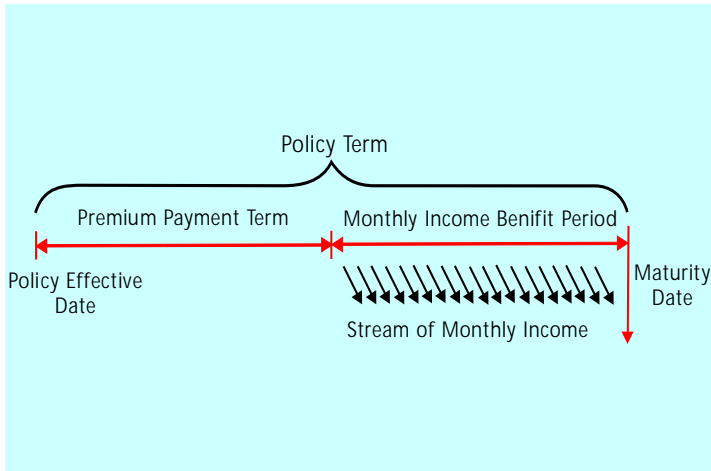 Policy Term
Premium Payment Term
Monthly Income Benifit Period
Policy Effective
Date
Maturity
Date
Stream of Monthly Income